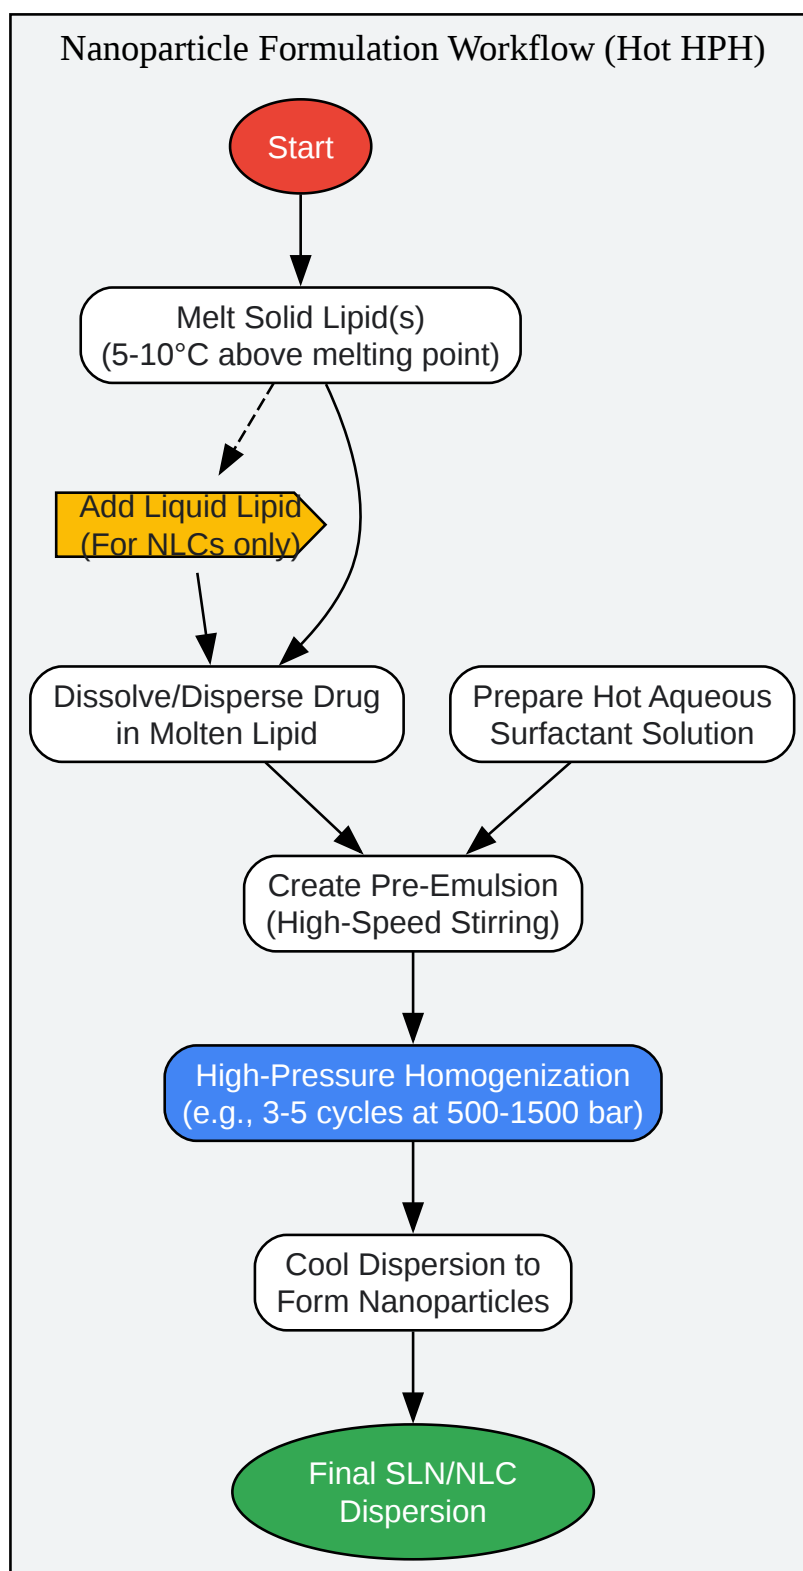 Nanoparticle Formulation Workflow (Hot HPH)
Start
Melt Solid Lipid(s)
(5-10°C above melting point)
Add Liquid Lipid
(For NLCs only)
Dissolve/Disperse Drug
in Molten Lipid
Prepare Hot Aqueous
Surfactant Solution
Create Pre-Emulsion
(High-Speed Stirring)
High-Pressure Homogenization
(e.g., 3-5 cycles at 500-1500 bar)
Cool Dispersion to
Form Nanoparticles
Final SLN/NLC
Dispersion